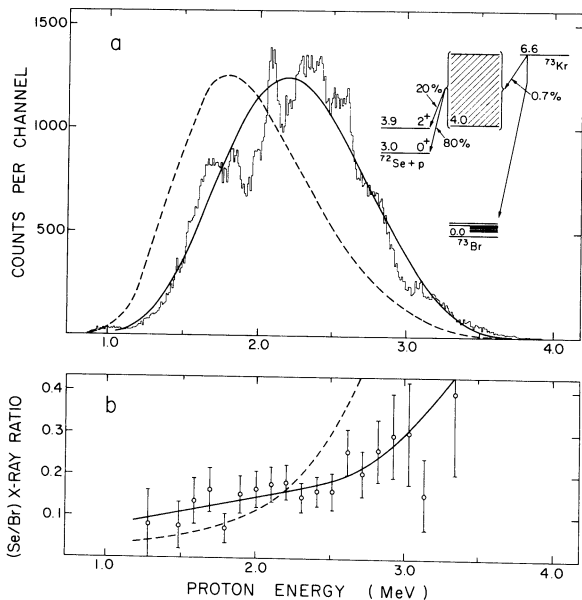 1500
a
6.6
⁷³Kr
20%
0.7%
3.9 2⁺
4.0
3.0 0⁺
80%
⁷²Se + p
0.0
⁷³Br
COUNTS PER CHANNEL
1000
500
1.0 2.0 3.0 4.0
b
(Se/Br) X-RAY RATIO
0.4
0.3
0.2
0.1
1.0 2.0 3.0 4.0
PROTON ENERGY (MeV)